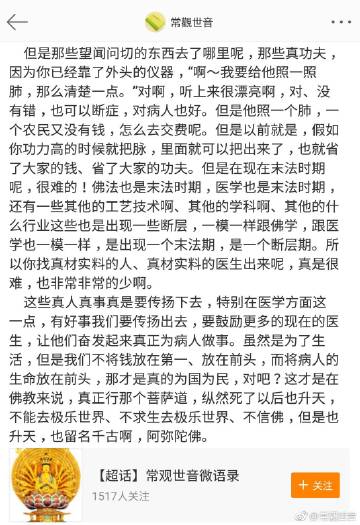 常觀世音
但是那些望闻问切的东西去了哪里呢，那些真功夫，
因为你已经靠了外头的仪器，“啊～我要给他照一照
肺，那么清楚一点。”对啊，听上来很漂亮啊，对、没
有错，也可以断症，对病人也好。但是他照一个肺，一
个农民又没有钱，怎么去交费呢。但是以前就是，假如
你功力高的时候就把脉，里面就可以把出来了，也就省
了大家的钱、省了大家的功夫。但是在现在末法时期
呢，很难的！佛法也是末法时期，医学也是末法时期，
还有一些其他的工艺技术啊、其他的学科啊、其他的什
么行业这些也是出现一些断层，一模一样跟佛学，跟医
学也一模一样，是出现一个末法期，是一个断层期。所
以你找真材实料的人、真材实料的医生出来呢，真是很
难，也非常非常的少啊。
这些真人真事真是要传扬下去，特别在医学方面这
一点，有好事我们要传扬出去，要鼓励更多的现在的医
生，让他们奋发起来真正为病人做事。虽然是为了生
活，但是我们不将钱放在第一、放在前头，而将病人的
生命放在前头，那才是真的为国为民，对吧？这才是在
佛教来说，真正行那个菩萨道，纵然死了以后也升天，
不能去极乐世界、不求生去极乐世界、不信佛，但是也
升天，也留名千古啊，阿弥陀佛。
【超话】常观世音微语录
1517人关注
+ 关注